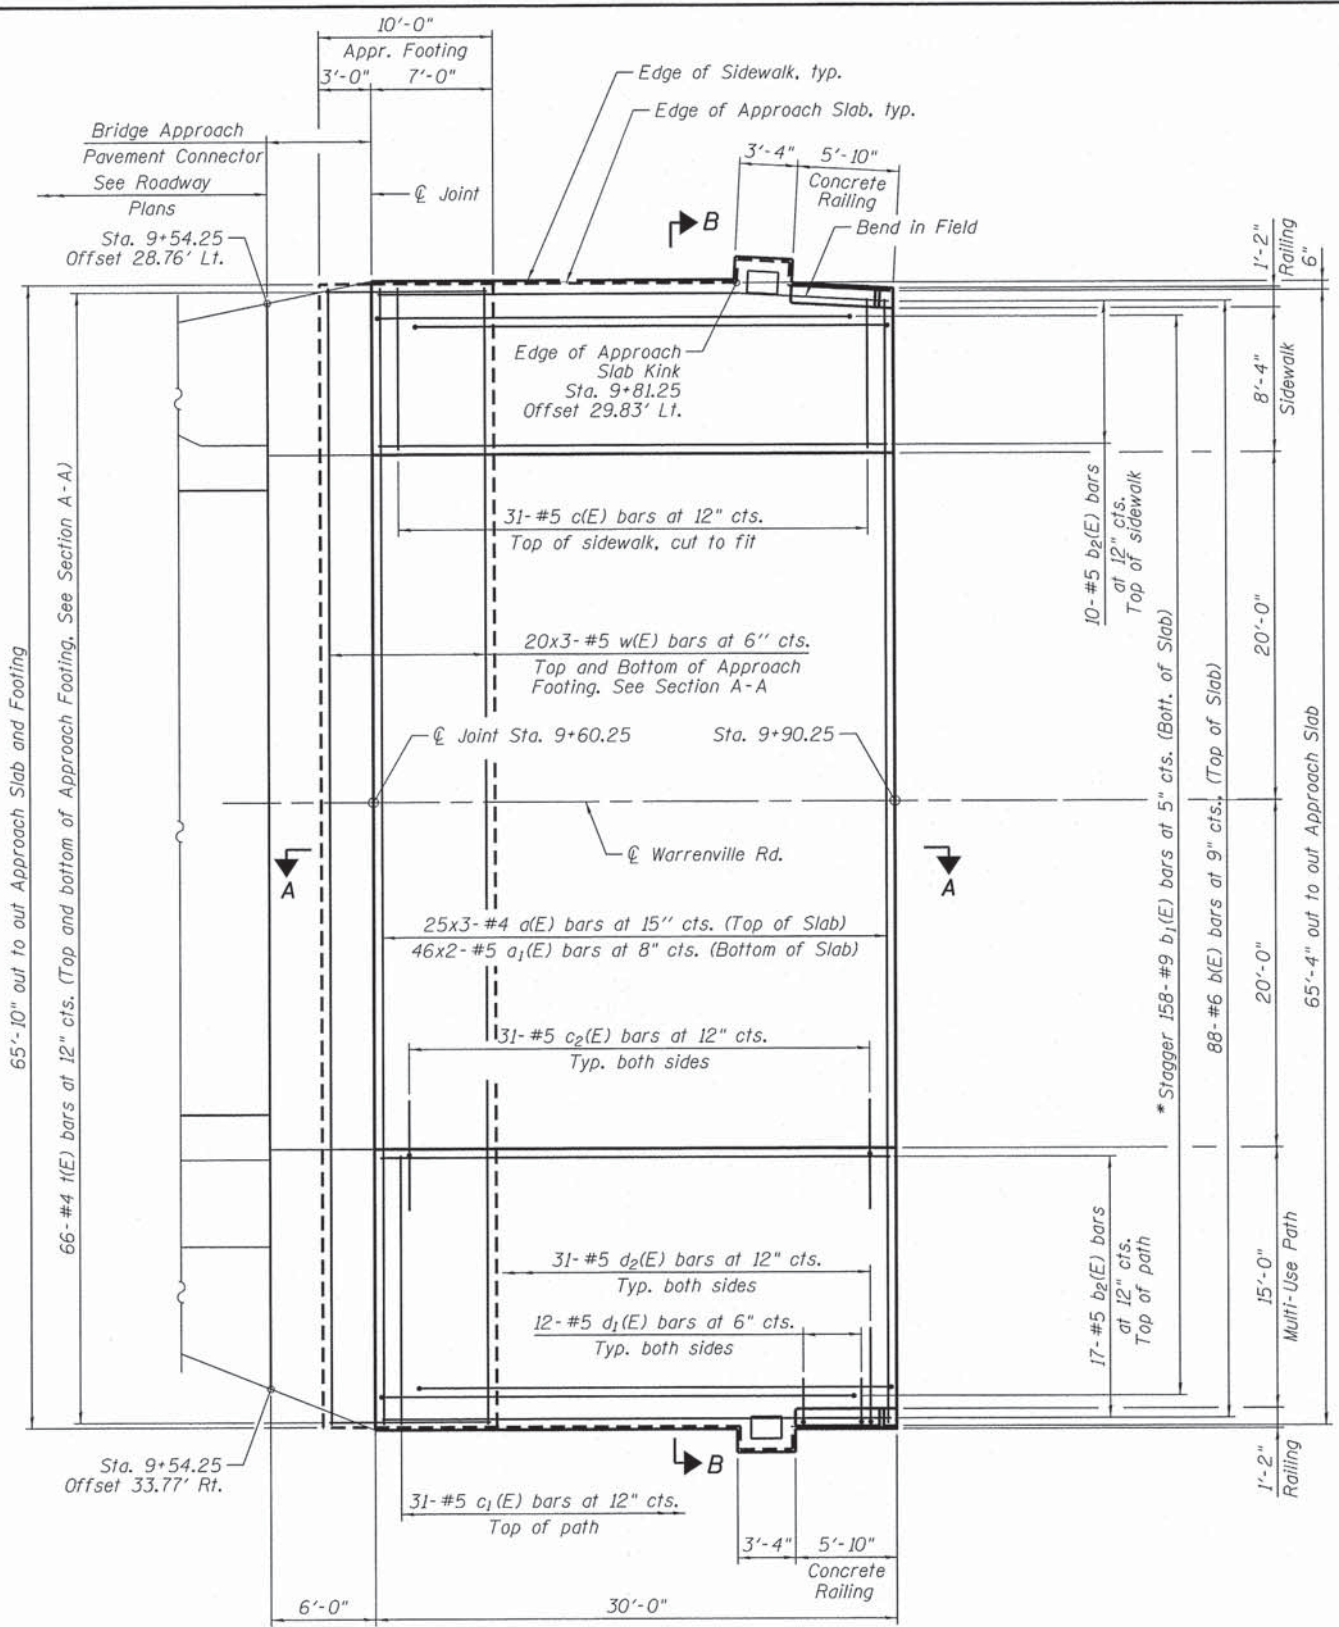 10'-0"
Appr. Footing
3'-0" 7'-0"
Edge of Sidewalk, typ.
Edge of Approach Slab, typ.
Bridge Approach
Pavement Connector
See Roadway
Plans
Sta. 9+54.25
Offset 28.76' Lt.
℄ Joint
3'-4" 5'-10"
Concrete
Railing
B
Bend in Field
1'-2"
Railing
6"
Edge of Approach
Slab Kink
Sta. 9+81.25
Offset 29.83' Lt.
8'-4"
Sidewalk
31- #5 c(E) bars at 12" cts.
Top of sidewalk, cut to fit
10- #5 b2(E) bars
at 12" cts.
Top of sidewalk
20x3- #5 w(E) bars at 6'' cts.
Top and Bottom of Approach
Footing. See Section A-A
20'-0"
65'-10" out to out Approach Slab and Footing
66- #4 t(E) bars at 12" cts. (Top and bottom of Approach Footing, See Section A-A)
℄ Joint Sta. 9+60.25
Sta. 9+90.25
℄ Warrenville Rd.
A
A
25x3- #4 a(E) bars at 15'' cts. (Top of Slab)
46x2- #5 a1(E) bars at 8" cts. (Bottom of Slab)
* Stagger 158- #9 b1(E) bars at 5" cts. (Bott. of Slab)
88- #6 b(E) bars at 9" cts. (Top of Slab)
20'-0"
65'-4" out to out Approach Slab
31- #5 c2(E) bars at 12" cts.
Typ. both sides
31- #5 d2(E) bars at 12" cts.
Typ. both sides
12- #5 d1(E) bars at 6" cts.
Typ. both sides
17- #5 b2(E) bars
at 12" cts.
Top of path
15'-0"
Multi-Use Path
Sta. 9+54.25
Offset 33.77' Rt.
B
1'-2"
Railing
31- #5 c1(E) bars at 12" cts.
Top of path
3'-4" 5'-10"
Concrete
Railing
6'-0" 30'-0"